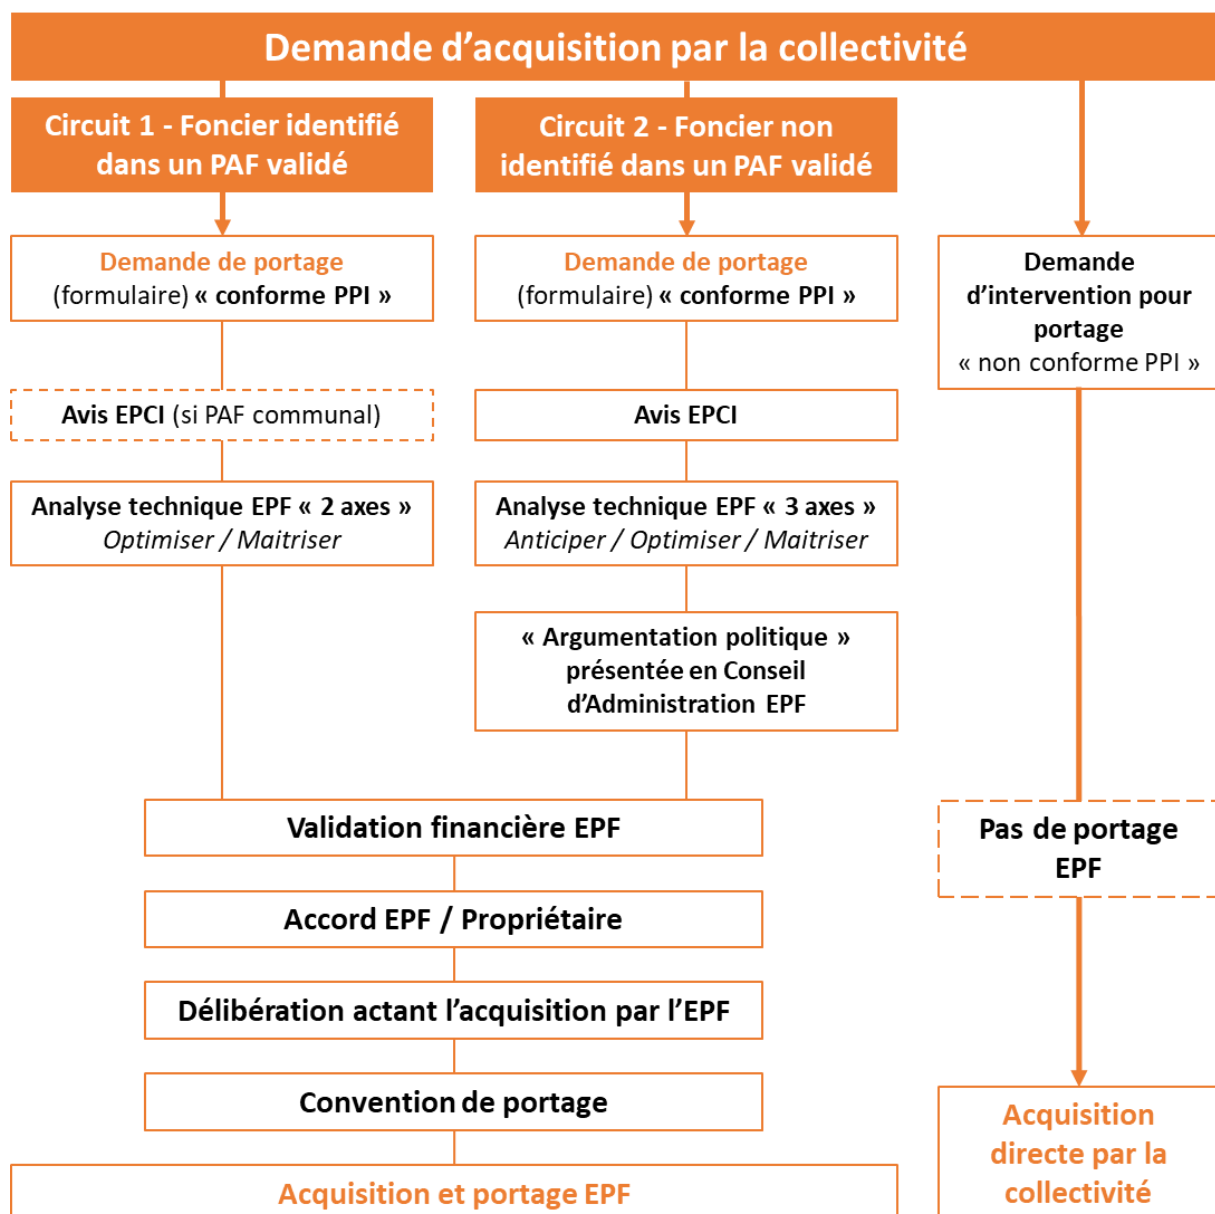 Demande d’acquisition par la collectivité
Circuit 1 - Foncier identifié
dans un PAF validé
Demande de portage
(formulaire) « conforme PPI »
Avis EPCI (si PAF communal)
Analyse technique EPF « 2 axes »
Optimiser / Maitriser
Circuit 2 - Foncier non
identifié dans un PAF validé
Demande de portage
(formulaire) « conforme PPI »
Avis EPCI
Analyse technique EPF « 3 axes »
Anticiper / Optimiser / Maitriser
« Argumentation politique »
présentée en Conseil
d’Administration EPF
Validation financière EPF
Accord EPF / Propriétaire
Délibération actant l’acquisition par l’EPF
Convention de portage
Acquisition et portage EPF
Demande
d’intervention pour
portage
« non conforme PPI »
Pas de portage
EPF
Acquisition
directe par la
collectivité